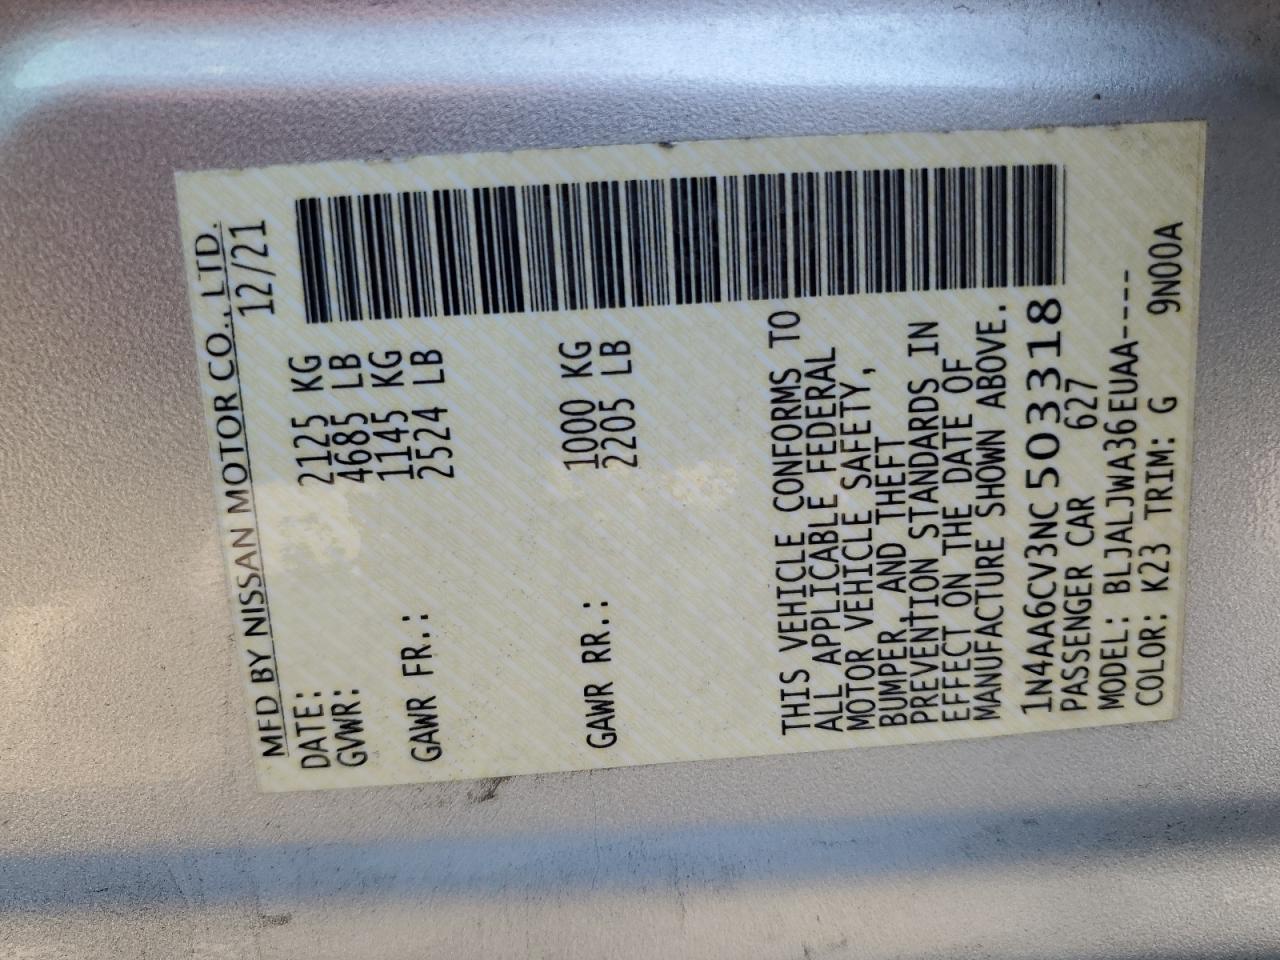 MFD BY NISSAN MOTOR CO., LTD.
DATE: 12/21
GVWR: 2125 KG
4685 LB
GAWR FR.: 1145 KG
2524 LB
GAWR RR.: 1000 KG
2205 LB
THIS VEHICLE CONFORMS TO
ALL APPLICABLE FEDERAL
MOTOR VEHICLE SAFETY,
BUMPER, AND THEFT
PREVENTION STANDARDS IN
EFFECT ON THE DATE OF
MANUFACTURE SHOWN ABOVE.
1N4AA6CV3NC503318
PASSENGER CAR 627
MODEL: BLJALJWA36EUAA----
COLOR: K23 TRIM: G 9N00A